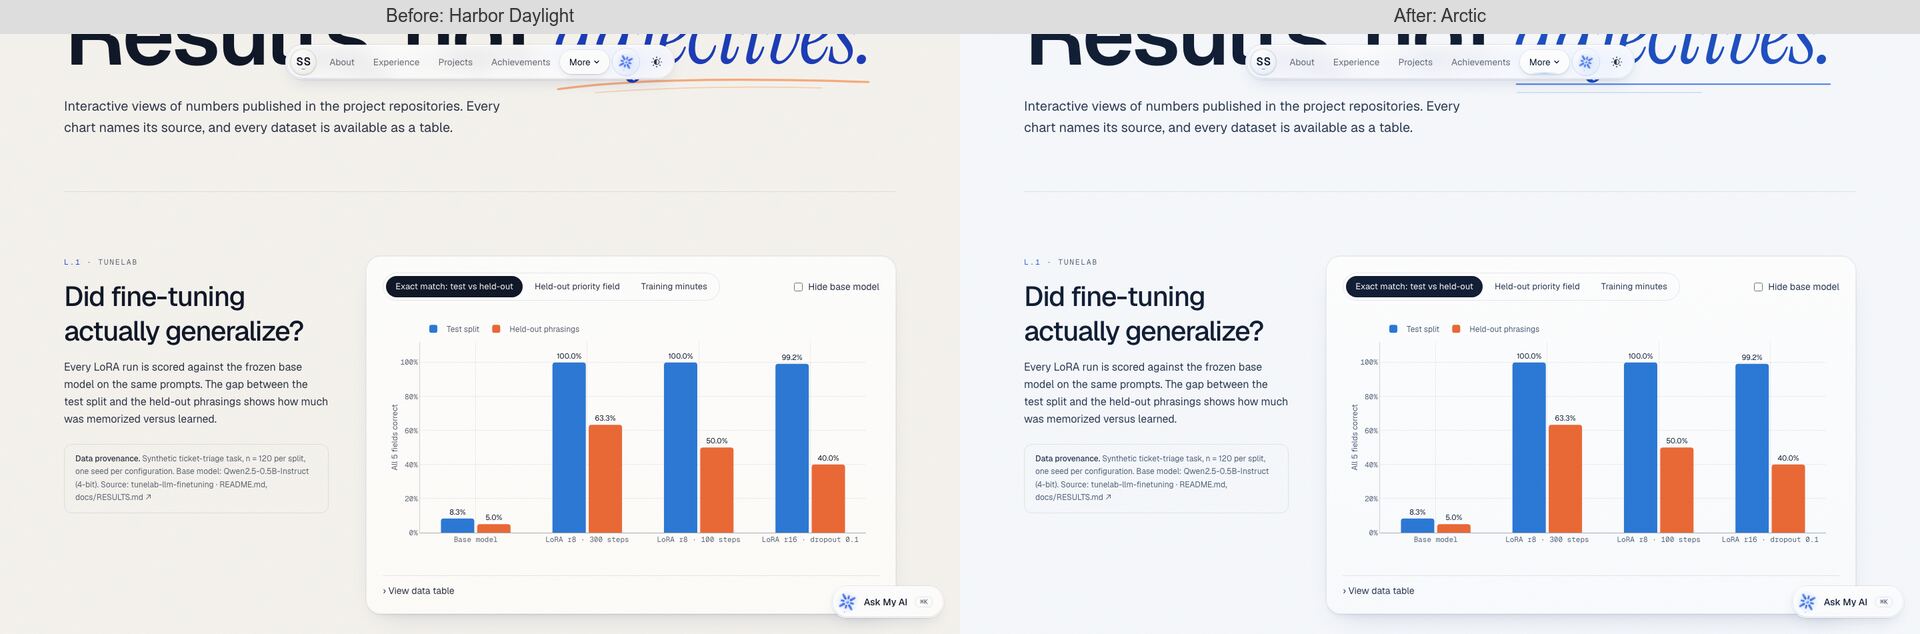 Before: Harbor Daylight
Results, not adjectives.
SS About Experience Projects Achievements More
Interactive views of numbers published in the project repositories. Every
chart names its source, and every dataset is available as a table.
L.1 - TUNELAB
Did fine-tuning
actually generalize?
Every LoRA run is scored against the frozen base
model on the same prompts. The gap between the
test split and the held-out phrasings shows how much
was memorized versus learned.
Data provenance. Synthetic ticket-triage task, n = 120 per split,
one seed per configuration. Base model: Qwen2.5-0.5B-Instruct
(4-bit). Source: tunelab-llm-finetuning · README.md,
docs/RESULTS.md ↗
Exact match: test vs held-out Held-out priority field Training minutes Hide base model
Test split Held-out phrasings
All 5 fields correct
100%
80%
60%
40%
20%
0%
8.3% 5.0% 100.0% 63.3% 100.0% 50.0% 99.2% 40.0%
Base model LoRA r8 · 300 steps LoRA r8 · 100 steps LoRA r16 · dropout 0.1
› View data table
Ask My AI ⌘K
After: Arctic
Results, not adjectives.
SS About Experience Projects Achievements More
Interactive views of numbers published in the project repositories. Every
chart names its source, and every dataset is available as a table.
L.1 - TUNELAB
Did fine-tuning
actually generalize?
Every LoRA run is scored against the frozen base
model on the same prompts. The gap between the
test split and the held-out phrasings shows how much
was memorized versus learned.
Data provenance. Synthetic ticket-triage task, n = 120 per split,
one seed per configuration. Base model: Qwen2.5-0.5B-Instruct
(4-bit). Source: tunelab-llm-finetuning · README.md,
docs/RESULTS.md ↗
Exact match: test vs held-out Held-out priority field Training minutes Hide base model
Test split Held-out phrasings
All 5 fields correct
100%
80%
60%
40%
20%
0%
8.3% 5.0% 100.0% 63.3% 100.0% 50.0% 99.2% 40.0%
Base model LoRA r8 · 300 steps LoRA r8 · 100 steps LoRA r16 · dropout 0.1
› View data table
Ask My AI ⌘K